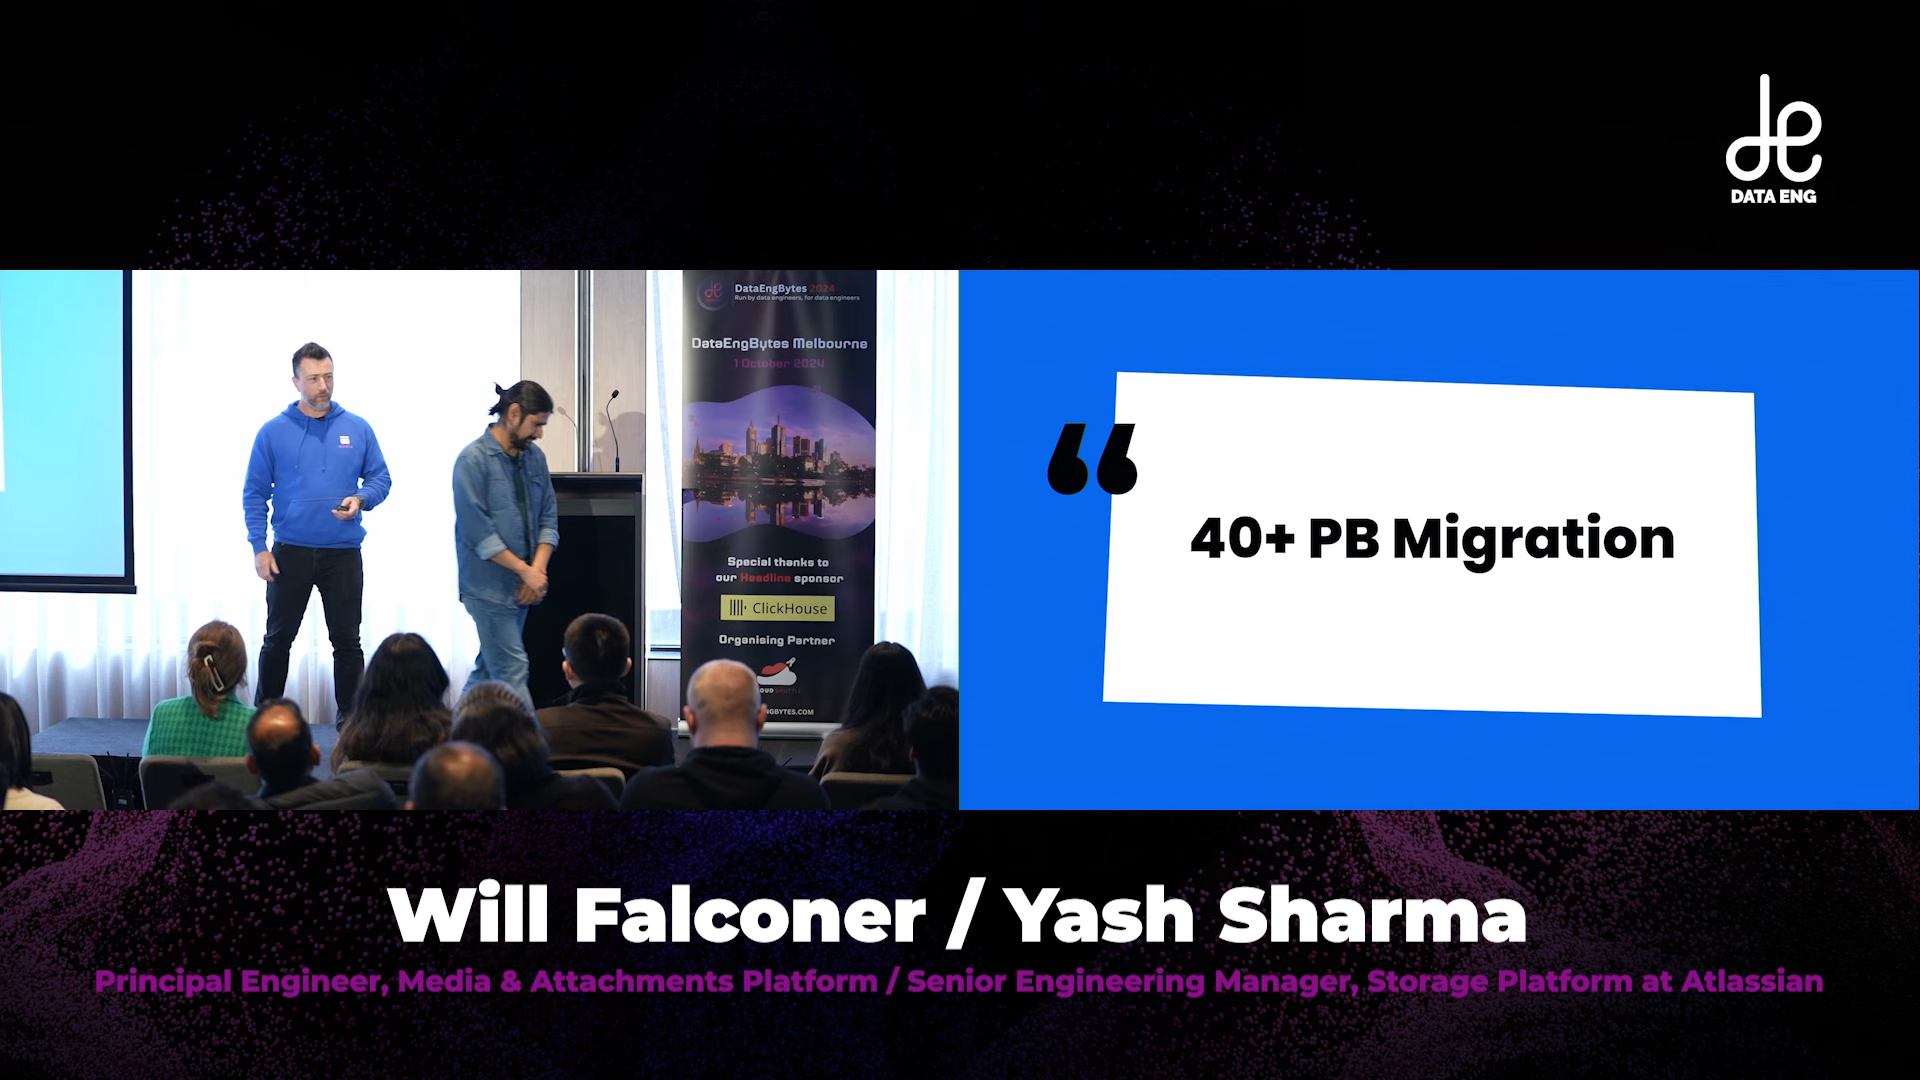 DATA ENG
DataEngBytes 2024
Run by data engineers, for data engineers
DataEngBytes Melbourne
1 October 2024
Special thanks to
our Headline sponsor
ClickHouse
Organising Partner
“
40+ PB Migration
Will Falconer / Yash Sharma
Principal Engineer, Media & Attachments Platform / Senior Engineering Manager, Storage Platform at Atlassian